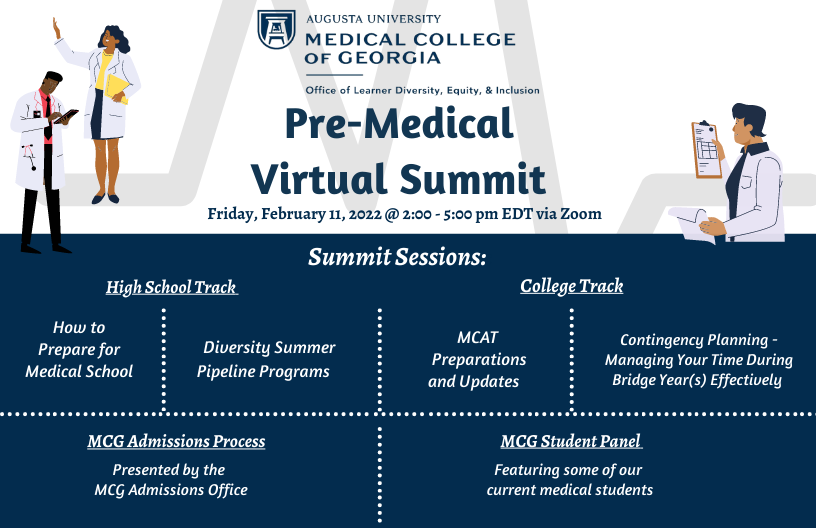 AUGUSTA UNIVERSITY
MEDICAL COLLEGE
OF GEORGIA
Office of Learner Diversity, Equity, & Inclusion
Pre-Medical
Virtual Summit
Friday, February 11, 2022 @ 2:00 - 5:00 pm EDT via Zoom
Summit Sessions:
High School Track
How to
Prepare for
Medical School
Diversity Summer
Pipeline Programs
College Track
MCAT
Preparations
and Updates
Contingency Planning -
Managing Your Time During
Bridge Year(s) Effectively
MCG Admissions Process
Presented by the
MCG Admissions Office
MCG Student Panel
Featuring some of our
current medical students